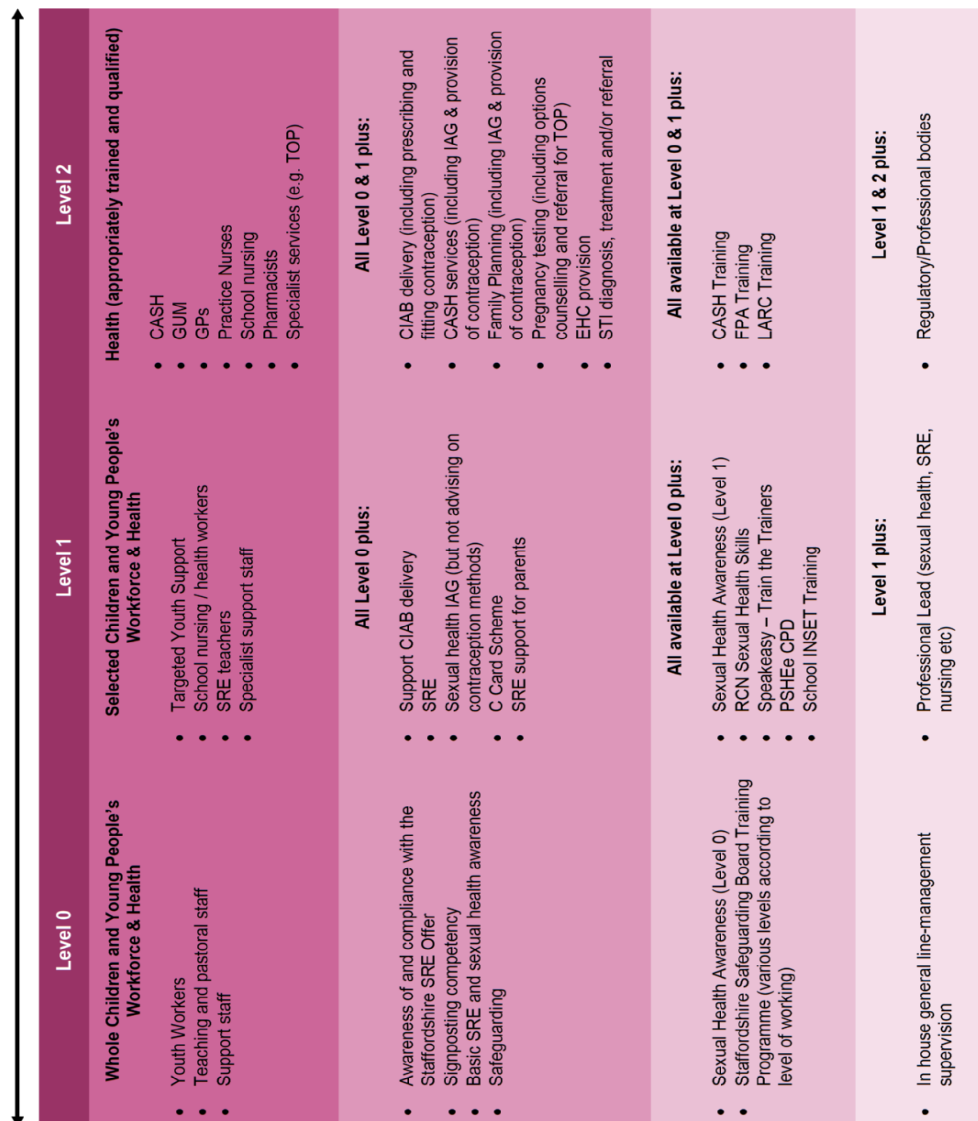 Level 0
Level 1
Level 2
Whole Children and Young People's
Workforce & Health
• Youth Workers
• Teaching and pastoral staff
• Support staff
Selected Children and Young People's
Workforce & Health
• Targeted Youth Support
• School nursing / health workers
• SRE teachers
• Specialist support staff
Health (appropriately trained and qualified)
• CASH
• GUM
• GPs
• Practice Nurses
• School nursing
• Pharmacists
• Specialist services (e.g. TOP)
• Awareness of and compliance with the
Staffordshire SRE Offer
• Signposting competency
• Basic SRE and sexual health awareness
• Safeguarding
All Level 0 plus:
• Support CIAB delivery
• SRE
• Sexual health IAG (but not advising on
contraception methods)
• C Card Scheme
• SRE support for parents
All Level 0 & 1 plus:
• CIAB delivery (including prescribing and
fitting contraception)
• CASH services (including IAG & provision
of contraception)
• Family Planning (including IAG & provision
of contraception)
• Pregnancy testing (including options
counselling and referral for TOP)
• EHC provision
• STI diagnosis, treatment and/or referral
• Sexual Health Awareness (Level 0)
• Staffordshire Safeguarding Board Training
Programme (various levels according to
level of working)
All available at Level 0 plus:
• Sexual Health Awareness (Level 1)
• RCN Sexual Health Skills
• Speakeasy – Train the Trainers
• PSHEe CPD
• School INSET Training
All available at Level 0 & 1 plus:
• CASH Training
• FPA Training
• LARC Training
• In house general line-management
supervision
Level 1 plus:
• Professional Lead (sexual health, SRE,
nursing etc)
Level 1 & 2 plus:
• Regulatory/Professional bodies